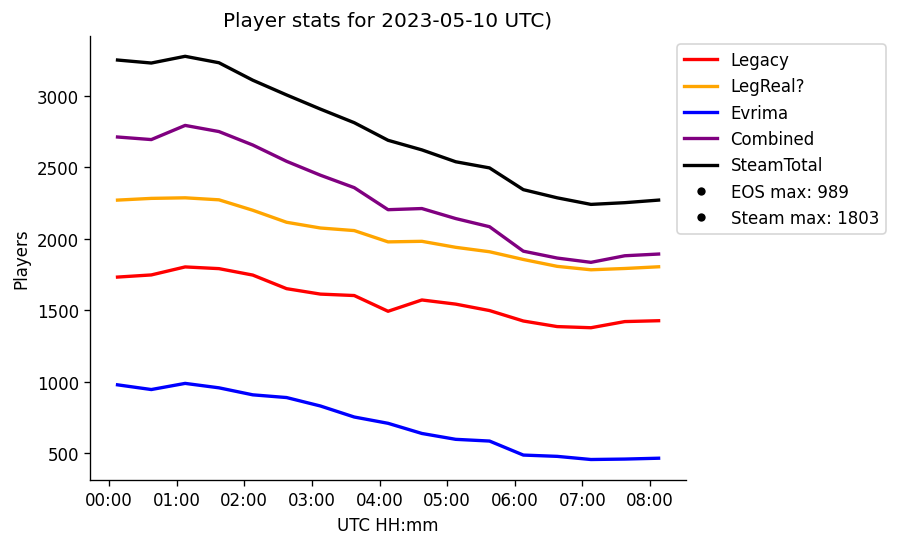 Player stats for 2023-05-10 UTC)
Legacy
LegReal?
Evrima
Combined
SteamTotal
EOS max: 989
Steam max: 1803
Players
3000
2500
2000
1500
1000
500
00:00 01:00 02:00 03:00 04:00 05:00 06:00 07:00 08:00
UTC HH:mm